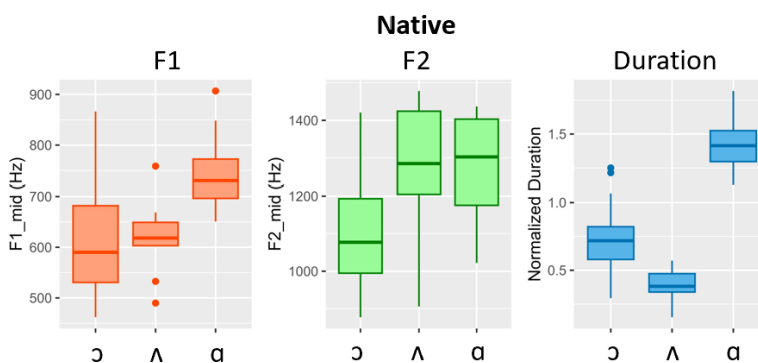 Native
F1
F2
Duration
F1_mid (Hz)
900
800
700
600
500
ɔ ʌ ɑ
F2_mid (Hz)
1400
1200
1000
ɔ ʌ ɑ
Normalized Duration
1.5
1.0
0.5
ɔ ʌ ɑ